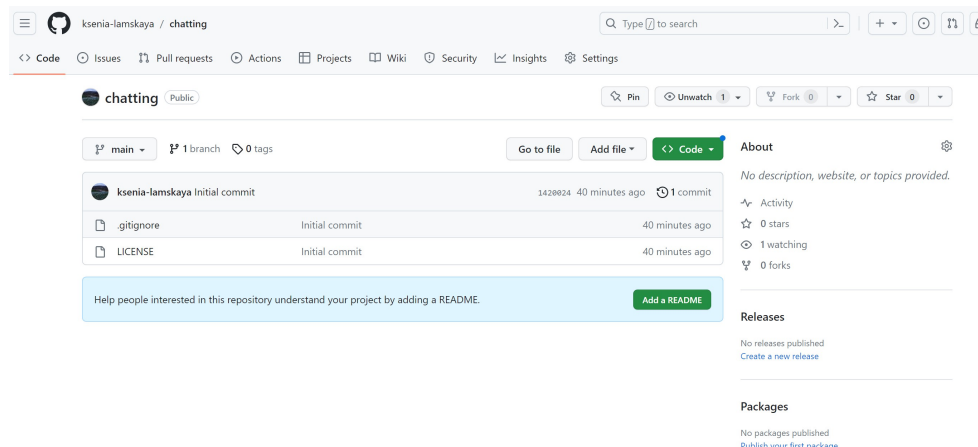 ksenia-lamskaya / chatting
Type / to search
Code Issues Pull requests Actions Projects Wiki Security Insights Settings
chatting Public
Pin Unwatch 1 Fork 0 Star 0
main 1 branch 0 tags Go to file Add file Code
ksenia-lamskaya Initial commit 1420024 40 minutes ago 1 commit
.gitignore Initial commit 40 minutes ago
LICENSE Initial commit 40 minutes ago
Help people interested in this repository understand your project by adding a README. Add a README
About
No description, website, or topics provided.
Activity
0 stars
1 watching
0 forks
Releases
No releases published
Create a new release
Packages
No packages published
Publish your first package